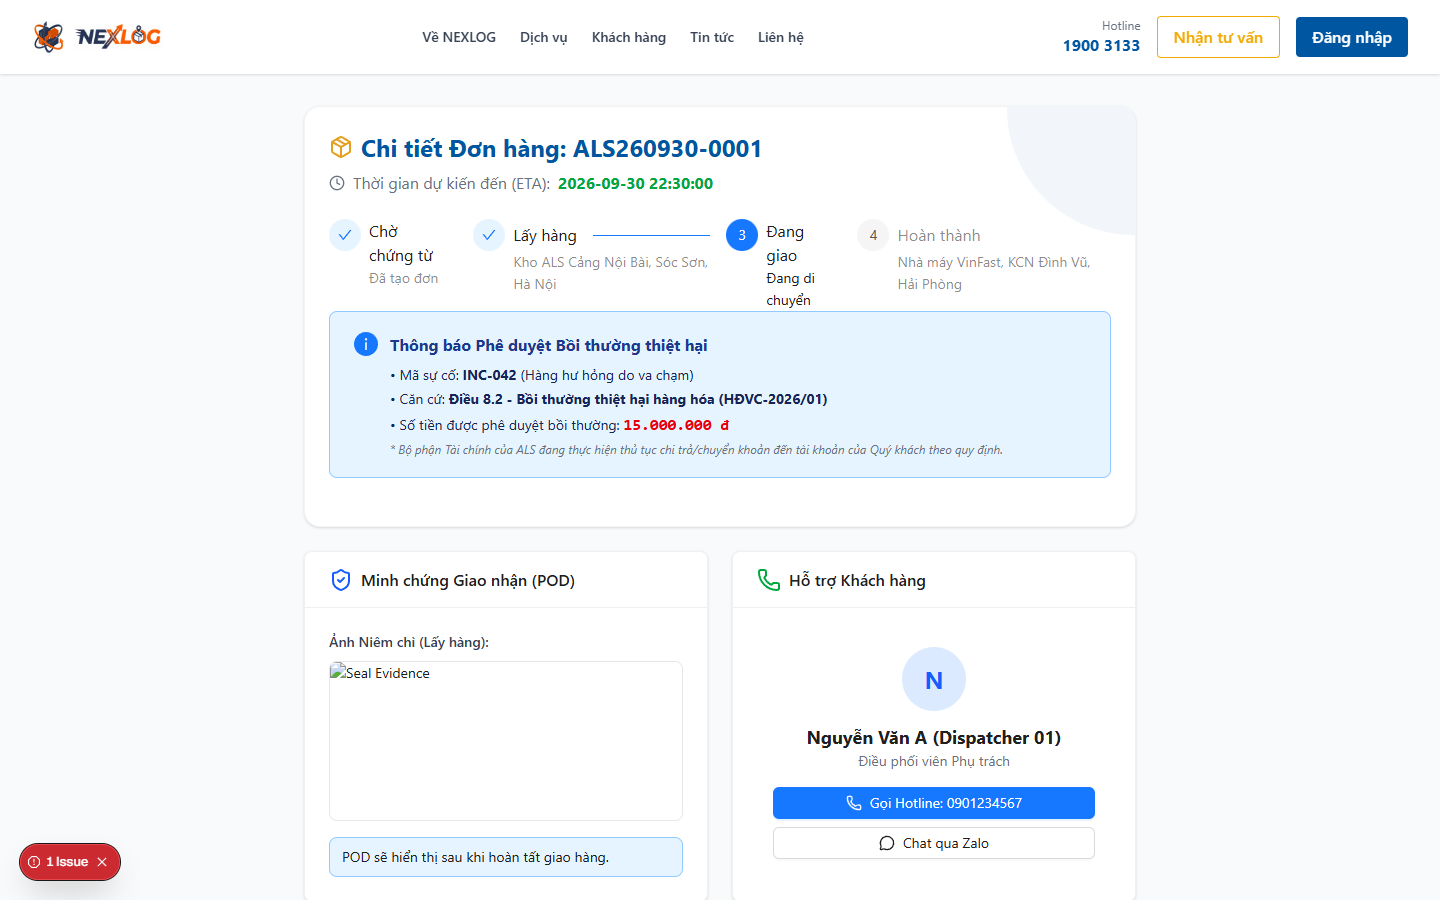 NEXLOG
Về NEXLOG
Dịch vụ
Khách hàng
Tin tức
Liên hệ
Hotline
1900 3133
Nhận tư vấn
Đăng nhập
Chi tiết Đơn hàng: ALS260930-0001
Thời gian dự kiến đến (ETA): 2026-09-30 22:30:00
Chờ
chứng từ
Đã tạo đơn
Lấy hàng
Kho ALS Cảng Nội Bài, Sóc Sơn,
Hà Nội
3
Đang
giao
Đang di
chuyển
4
Hoàn thành
Nhà máy VinFast, KCN Đình Vũ,
Hải Phòng
Thông báo Phê duyệt Bồi thường thiệt hại
• Mã sự cố: INC-042 (Hàng hư hỏng do va chạm)
• Căn cứ: Điều 8.2 - Bồi thường thiệt hại hàng hóa (HĐVC-2026/01)
• Số tiền được phê duyệt bồi thường: 15.000.000 đ
* Bộ phận Tài chính của ALS đang thực hiện thủ tục chi trả/chuyển khoản đến tài khoản của Quý khách theo quy định.
Minh chứng Giao nhận (POD)
Ảnh Niêm chì (Lấy hàng):
Seal Evidence
POD sẽ hiển thị sau khi hoàn tất giao hàng.
Hỗ trợ Khách hàng
N
Nguyễn Văn A (Dispatcher 01)
Điều phối viên Phụ trách
Gọi Hotline: 0901234567
Chat qua Zalo
1 Issue